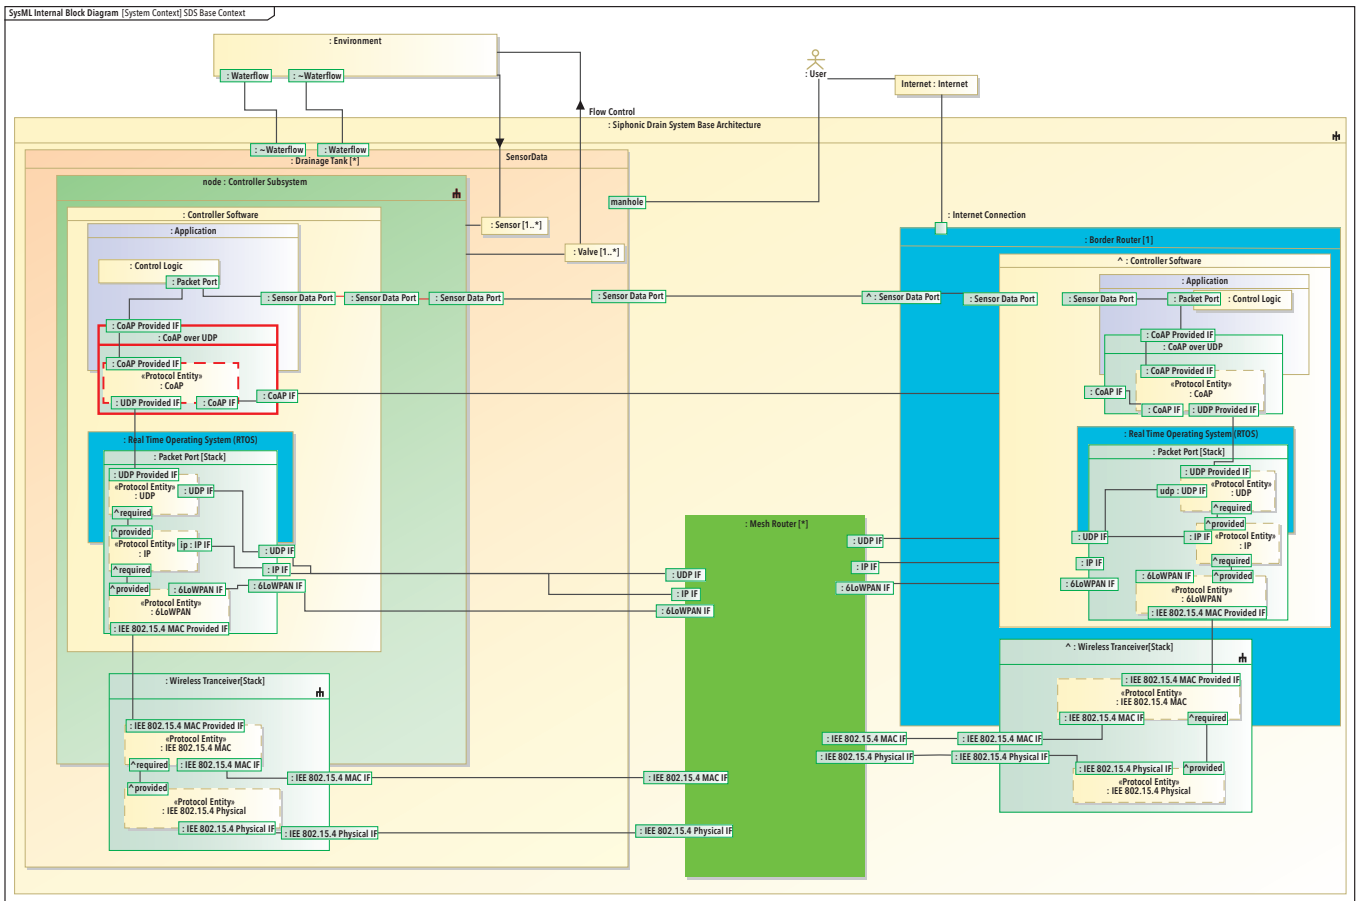 SysML Internal Block Diagram [System Context] SDS Base Context
: Environment
: Waterflow
: ~Waterflow
: User
Internet : Internet
Flow Control
: Siphonic Drain System Base Architecture
: ~Waterflow
: Waterflow
: Drainage Tank [*]
SensorData
node : Controller Subsystem
manhole
: Internet Connection
: Controller Software
: Sensor [1..*]
: Application
: Valve [1..*]
: Border Router [1]
^ : Controller Software
: Control Logic
: Packet Port
: Application
: Sensor Data Port
: Sensor Data Port
: Sensor Data Port
: Sensor Data Port
^ : Sensor Data Port
: Sensor Data Port
: Sensor Data Port
: Packet Port
: Control Logic
: CoAP Provided IF
: CoAP over UDP
: CoAP Provided IF
: CoAP over UDP
: CoAP Provided IF
«Protocol Entity»
: CoAP
: CoAP Provided IF
«Protocol Entity»
: CoAP
: UDP Provided IF
: CoAP IF
: CoAP IF
: CoAP IF
: CoAP IF
: UDP Provided IF
: Real Time Operating System (RTOS)
: Packet Port [Stack]
: Real Time Operating System (RTOS)
: Packet Port [Stack]
: UDP Provided IF
«Protocol Entity»
: UDP
: UDP IF
: UDP Provided IF
«Protocol Entity»
: UDP
udp : UDP IF
^required
^provided
^required
^provided
: Mesh Router [*]
«Protocol Entity»
: IP
ip : IP IF
: UDP IF
: UDP IF
: UDP IF
: IP IF
«Protocol Entity»
: IP
^required
: IP IF
: UDP IF
: IP IF
: IP IF
^required
^provided
: 6LoWPAN IF
: 6LoWPAN IF
: IP IF
: 6LoWPAN IF
: 6LoWPAN IF
: 6LoWPAN IF
^provided
«Protocol Entity»
: 6LoWPAN
: 6LoWPAN IF
«Protocol Entity»
: 6LoWPAN
: IEE 802.15.4 MAC Provided IF
: IEE 802.15.4 MAC Provided IF
: Wireless Tranceiver[Stack]
^ : Wireless Tranceiver[Stack]
: IEE 802.15.4 MAC Provided IF
«Protocol Entity»
: IEE 802.15.4 MAC
: IEE 802.15.4 MAC Provided IF
«Protocol Entity»
: IEE 802.15.4 MAC
: IEE 802.15.4 MAC IF
^required
^required
: IEE 802.15.4 MAC IF
: IEE 802.15.4 MAC IF
: IEE 802.15.4 MAC IF
: IEE 802.15.4 MAC IF
: IEE 802.15.4 MAC IF
: IEE 802.15.4 Physical IF
: IEE 802.15.4 Physical IF
: IEE 802.15.4 Physical IF
^provided
^provided
«Protocol Entity»
: IEE 802.15.4 Physical
«Protocol Entity»
: IEE 802.15.4 Physical
: IEE 802.15.4 Physical IF
: IEE 802.15.4 Physical IF
: IEE 802.15.4 Physical IF